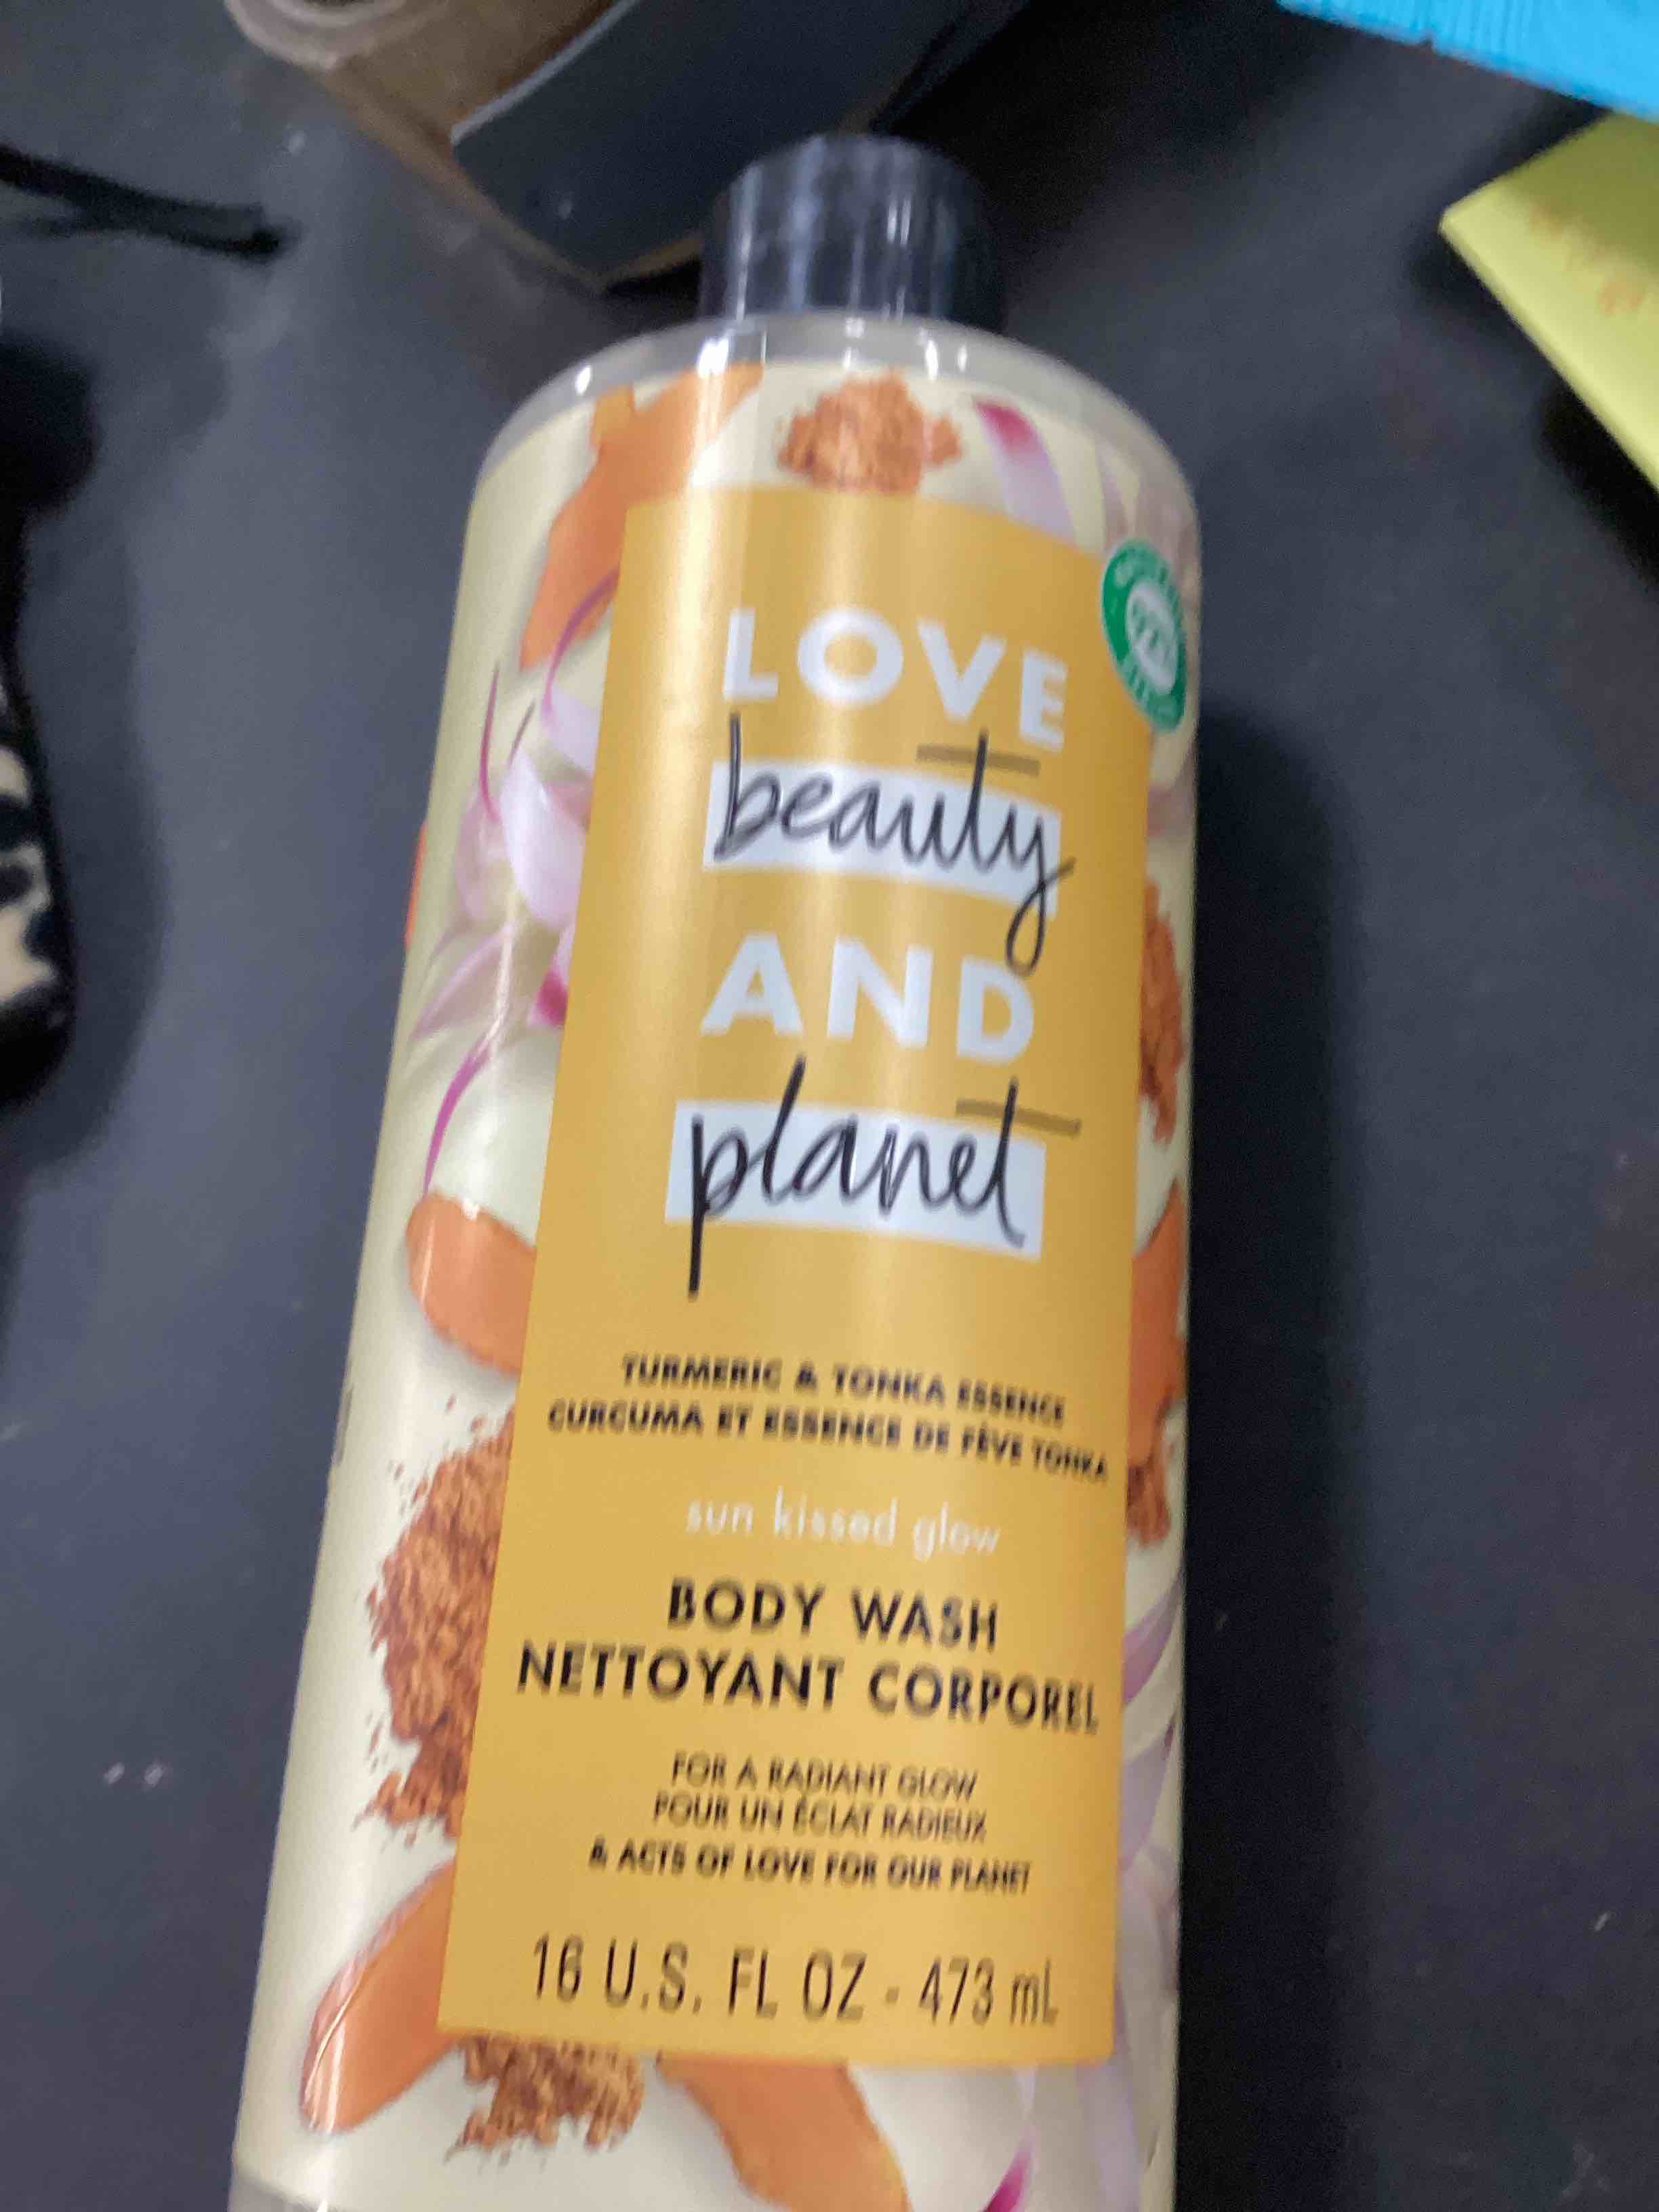 LOVE
beauty
AND
planet
TURMERIC & TONKA ESSENCE
CURCUMA ET ESSENCE DE FÈVE TONKA
sun kissed glow
BODY WASH
NETTOYANT CORPOREL
FOR A RADIANT GLOW
POUR UN ÉCLAT RADIEUX
& ACTS OF LOVE FOR OUR PLANET
16 U.S. FL OZ - 473 mL